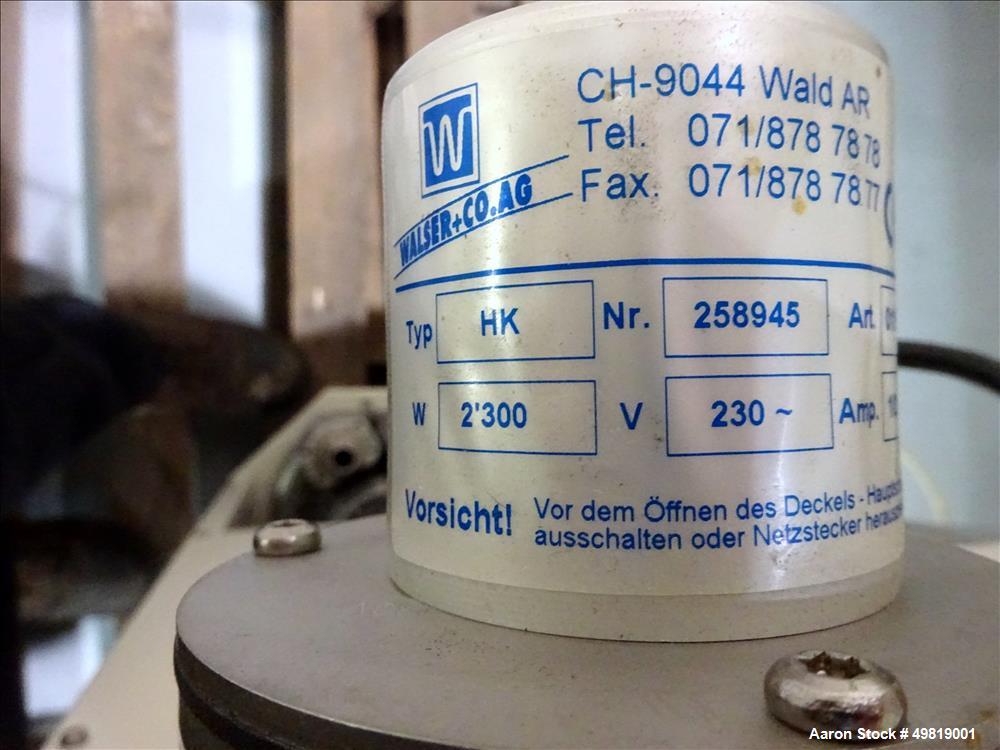 W
WALSER+CO.AG
CH-9044 Wald AR
Tel. 071/878 78 78
Fax. 071/878 78 77
Typ HK Nr. 258945 Art.
W 2'300 V 230 ~ Amp.
Vorsicht! Vor dem Öffnen des Deckels -
ausschalten oder Netzstecker
Aaron Stock # 49819001